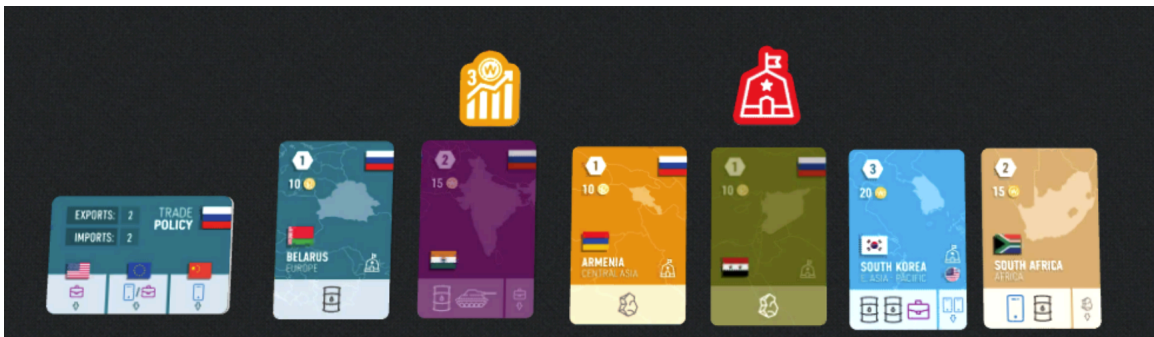 3 W
EXPORTS: 2
IMPORTS: 2
TRADE
POLICY
1
10
BELARUS
EUROPE
2
15
1
10
ARMENIA
CENTRAL ASIA
1
10
3
20
SOUTH KOREA
E. ASIA - PACIFIC
2
15
SOUTH AFRICA
AFRICA